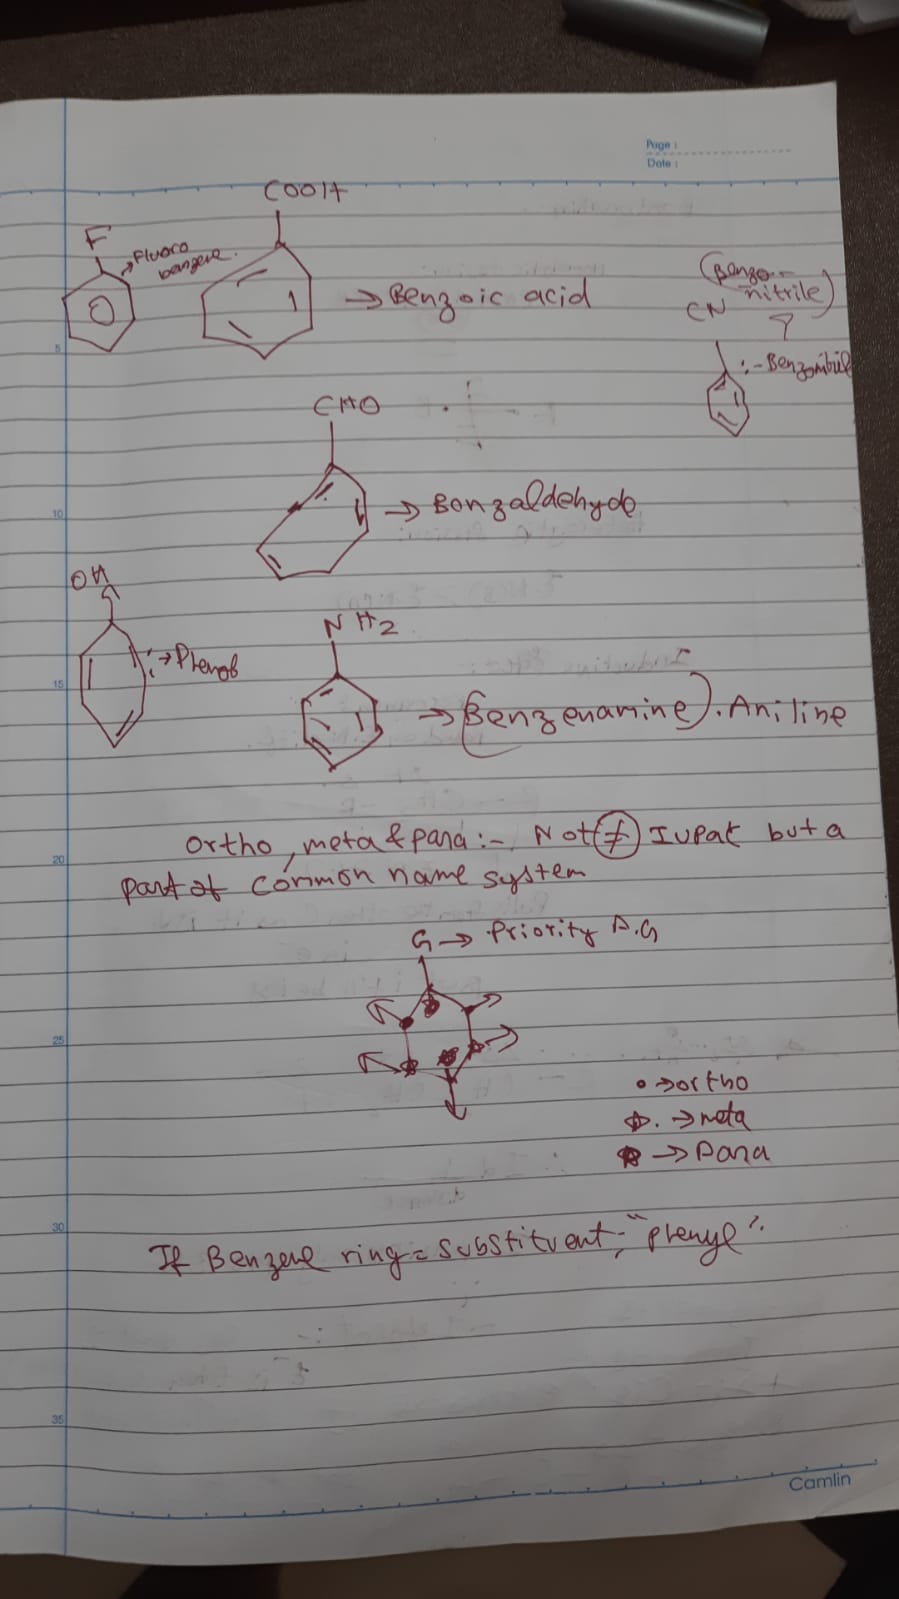 Page :
Date :
COOH
F
Fluoro
benzene.
→ Benzoic acid
(Benzo-
nitrile)
CN
:- Benzonitrile
5
CHO
10
→ Benzaldehyde
OH
NH2
:→ Phenol
15
→ (Benzenamine). Aniline
20
Ortho, meta & para :- Not ≠ IUPAC but a
part of common name system
G → Priority F.G
25
• → ortho
☆. → meta
★ → Para
30
If Benzene ring = substituent; "phenyl".
35
Camlin